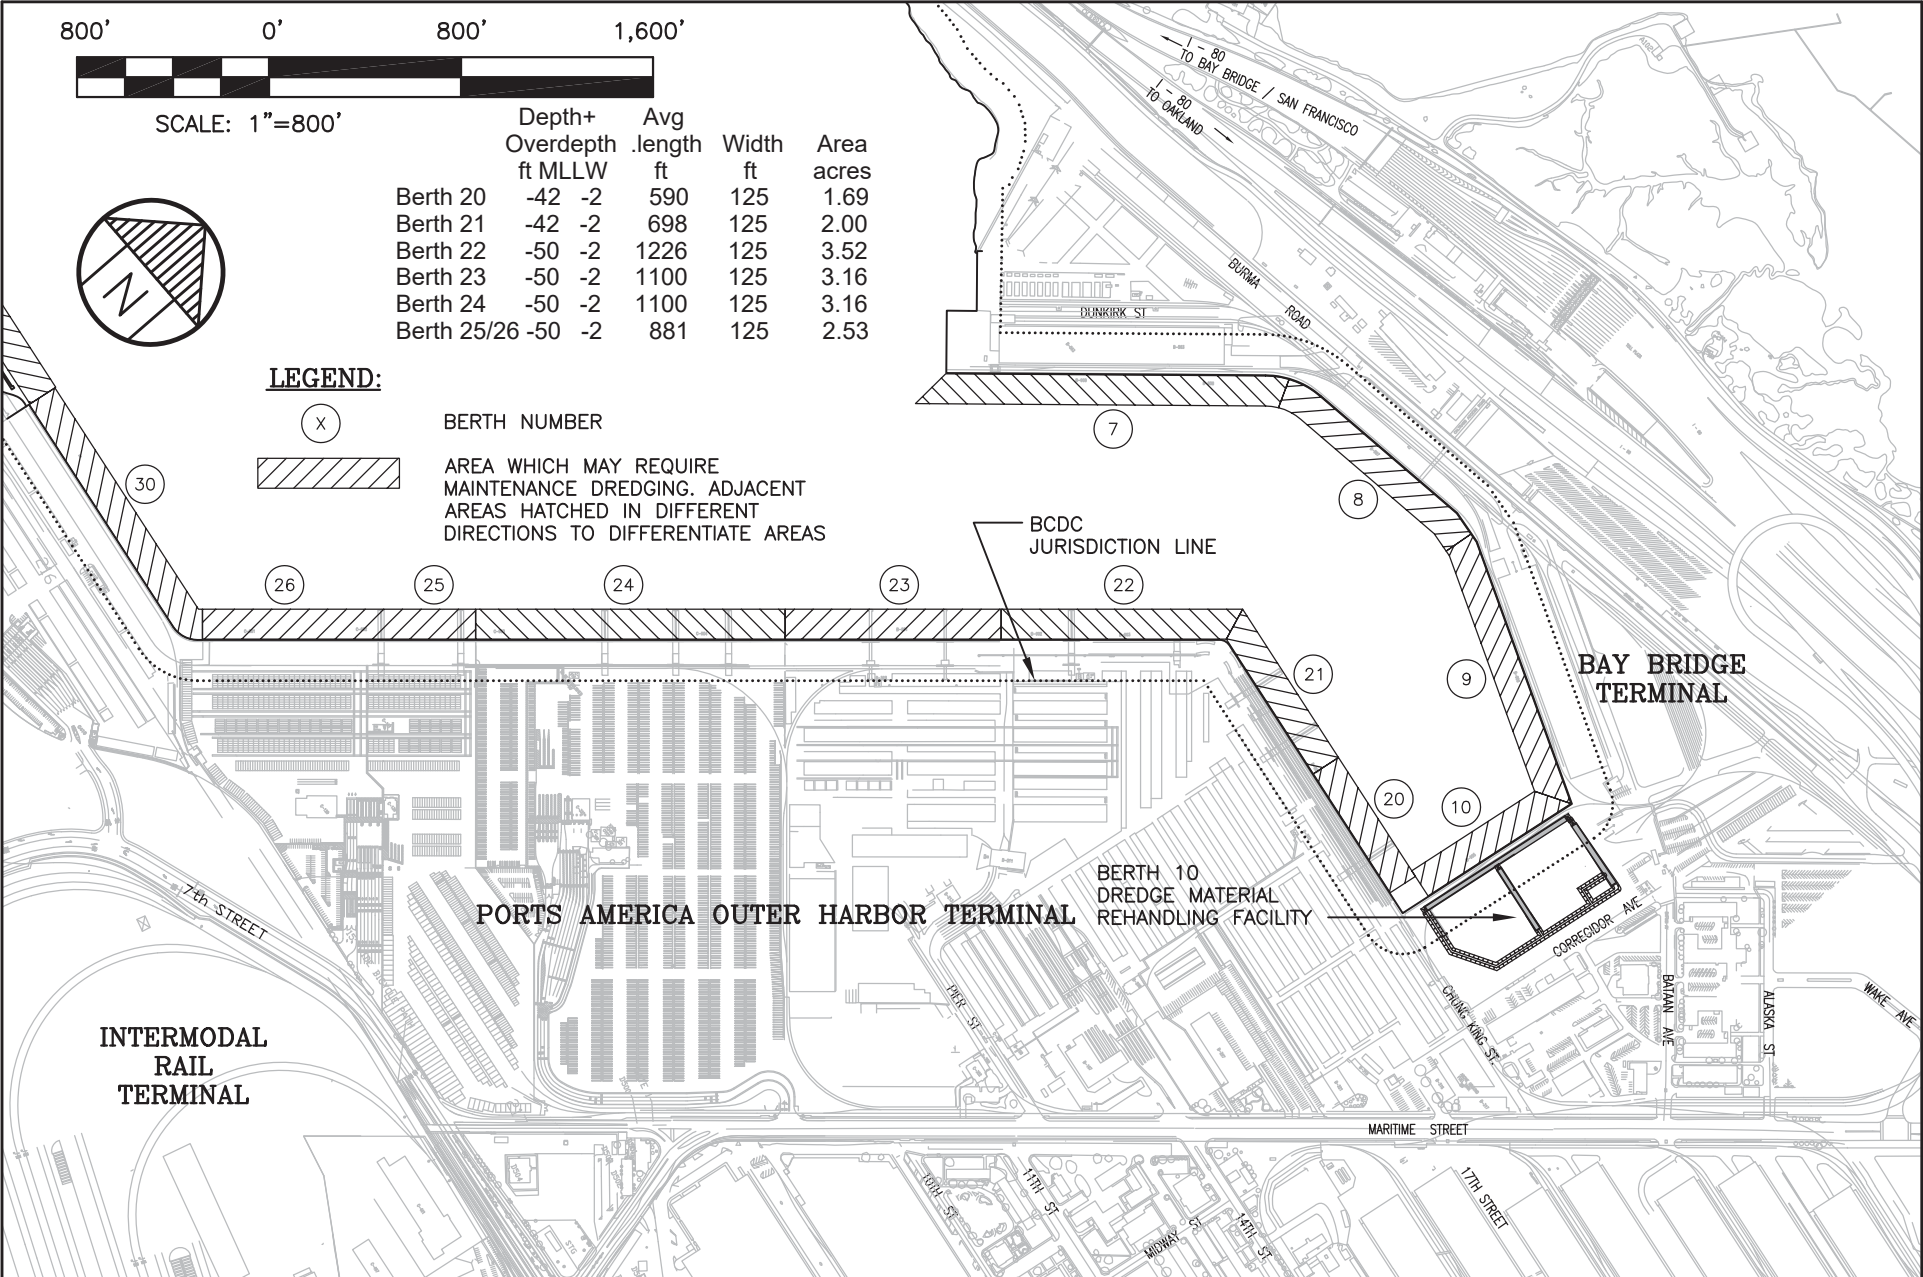 800' 0' 800' 1,600'
SCALE: 1"=800'
Depth+ Avg
Overdepth .length Width Area
ft MLLW ft ft acres
Berth 20 -42 -2 590 125 1.69
Berth 21 -42 -2 698 125 2.00
Berth 22 -50 -2 1226 125 3.52
Berth 23 -50 -2 1100 125 3.16
Berth 24 -50 -2 1100 125 3.16
Berth 25/26 -50 -2 881 125 2.53
N
LEGEND:
X BERTH NUMBER
AREA WHICH MAY REQUIRE
MAINTENANCE DREDGING. ADJACENT
AREAS HATCHED IN DIFFERENT
DIRECTIONS TO DIFFERENTIATE AREAS
I - 80
TO BAY BRIDGE / SAN FRANCISCO
I - 80
TO OAKLAND
BURMA
ROAD
DUNKIRK ST
7
8
30
BCDC
JURISDICTION LINE
26
25
24
23
22
21
9
BAY BRIDGE
TERMINAL
20
10
BERTH 10
DREDGE MATERIAL
REHANDLING FACILITY
PORTS AMERICA OUTER HARBOR TERMINAL
7th STREET
CORREGIDOR AVE
PIER ST
CHUNG KING ST.
BATAAN AVE
ALASKA ST
WAKE AVE
INTERMODAL
RAIL
TERMINAL
MARITIME STREET
10TH ST
11TH ST
MIDWAY ST
14TH ST
17TH STREET